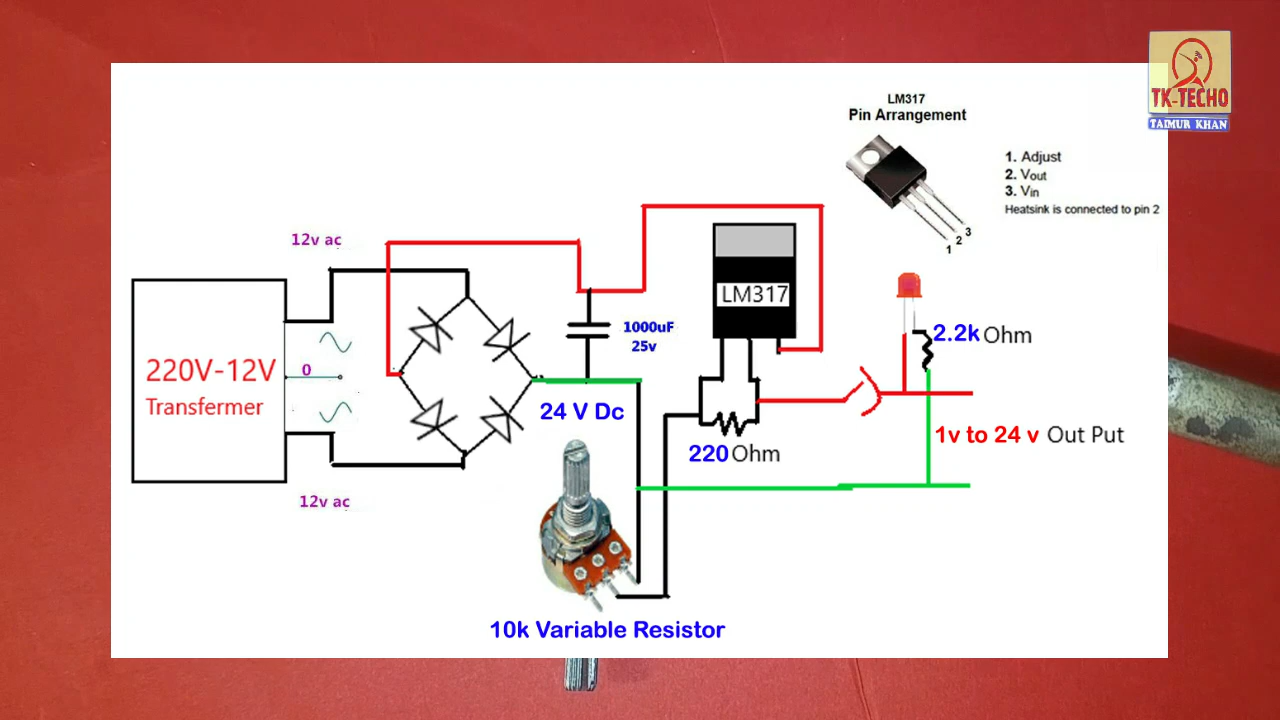 TK-TECHO
TAIMUR KHAN
LM317
Pin Arrangement
1. Adjust
2. Vout
3. Vin
Heatsink is connected to pin 2
3
2
1
12v ac
220V-12V
Transfermer
0
12v ac
1000uF
25v
24 V Dc
LM317
220 Ohm
2.2k Ohm
1v to 24 v Out Put
10k Variable Resistor